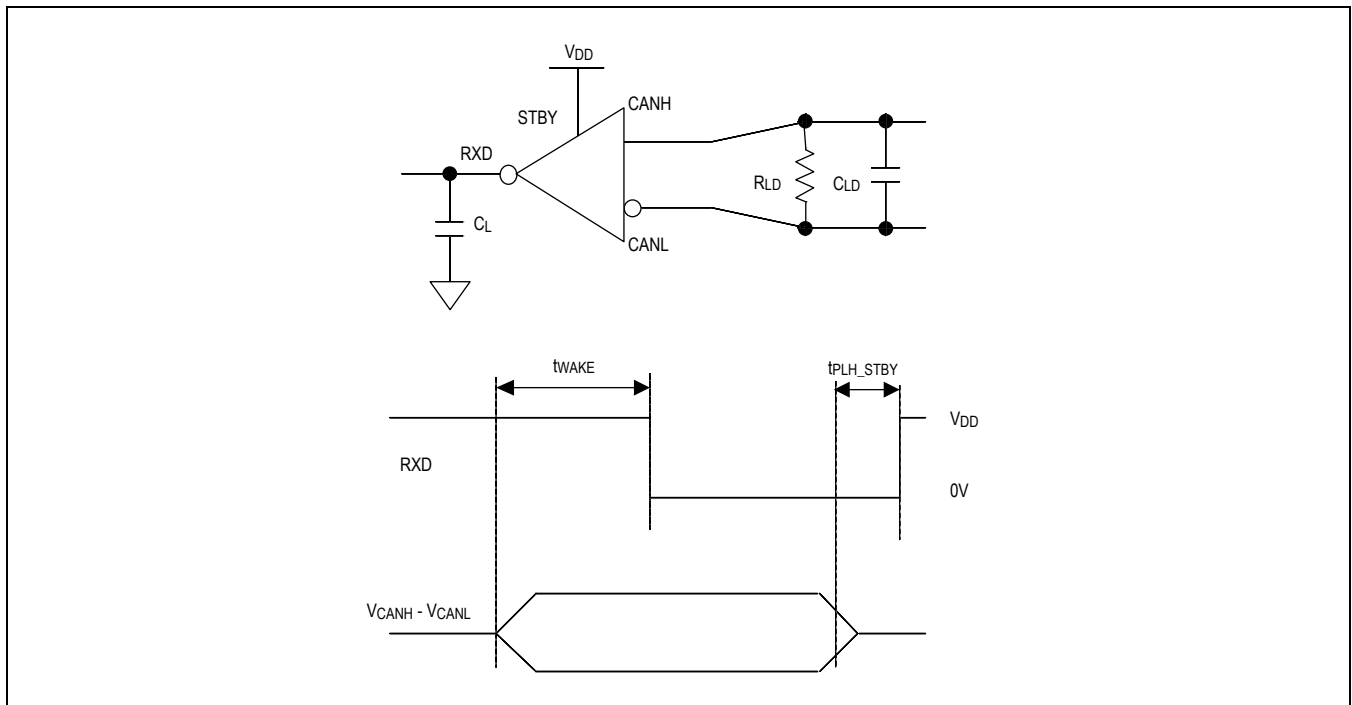 VDD
STBY
CANH
RXD
RLD
CLD
CL
CANL
tWAKE
tPLH_STBY
VDD
RXD
0V
VCANH - VCANL